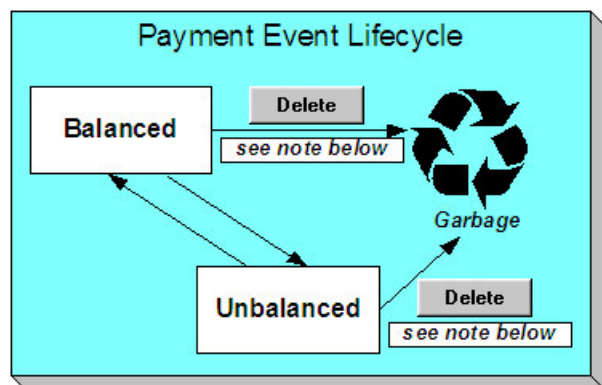 Payment Event Lifecycle
Delete
Balanced
see note below
Garbage
Unbalanced
Delete
see note below